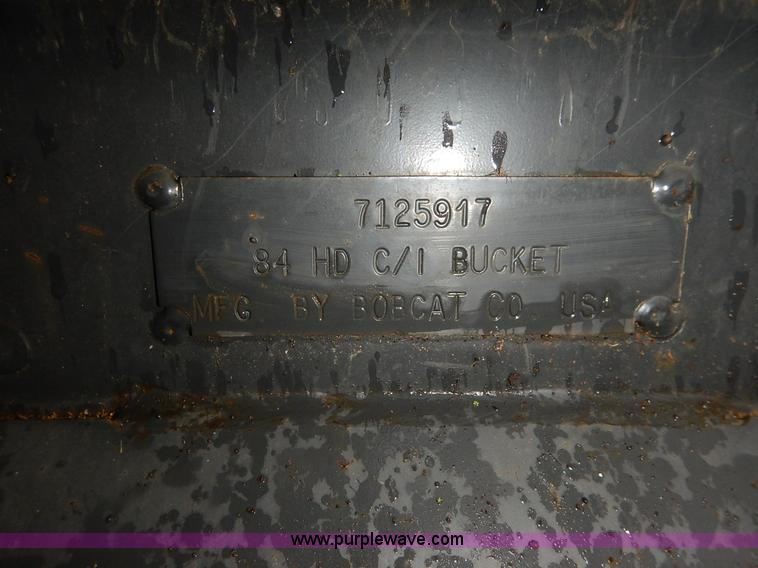 7125917
84 HD C/I BUCKET
MFG BY BOBCAT CO. USA
www.purplewave.com